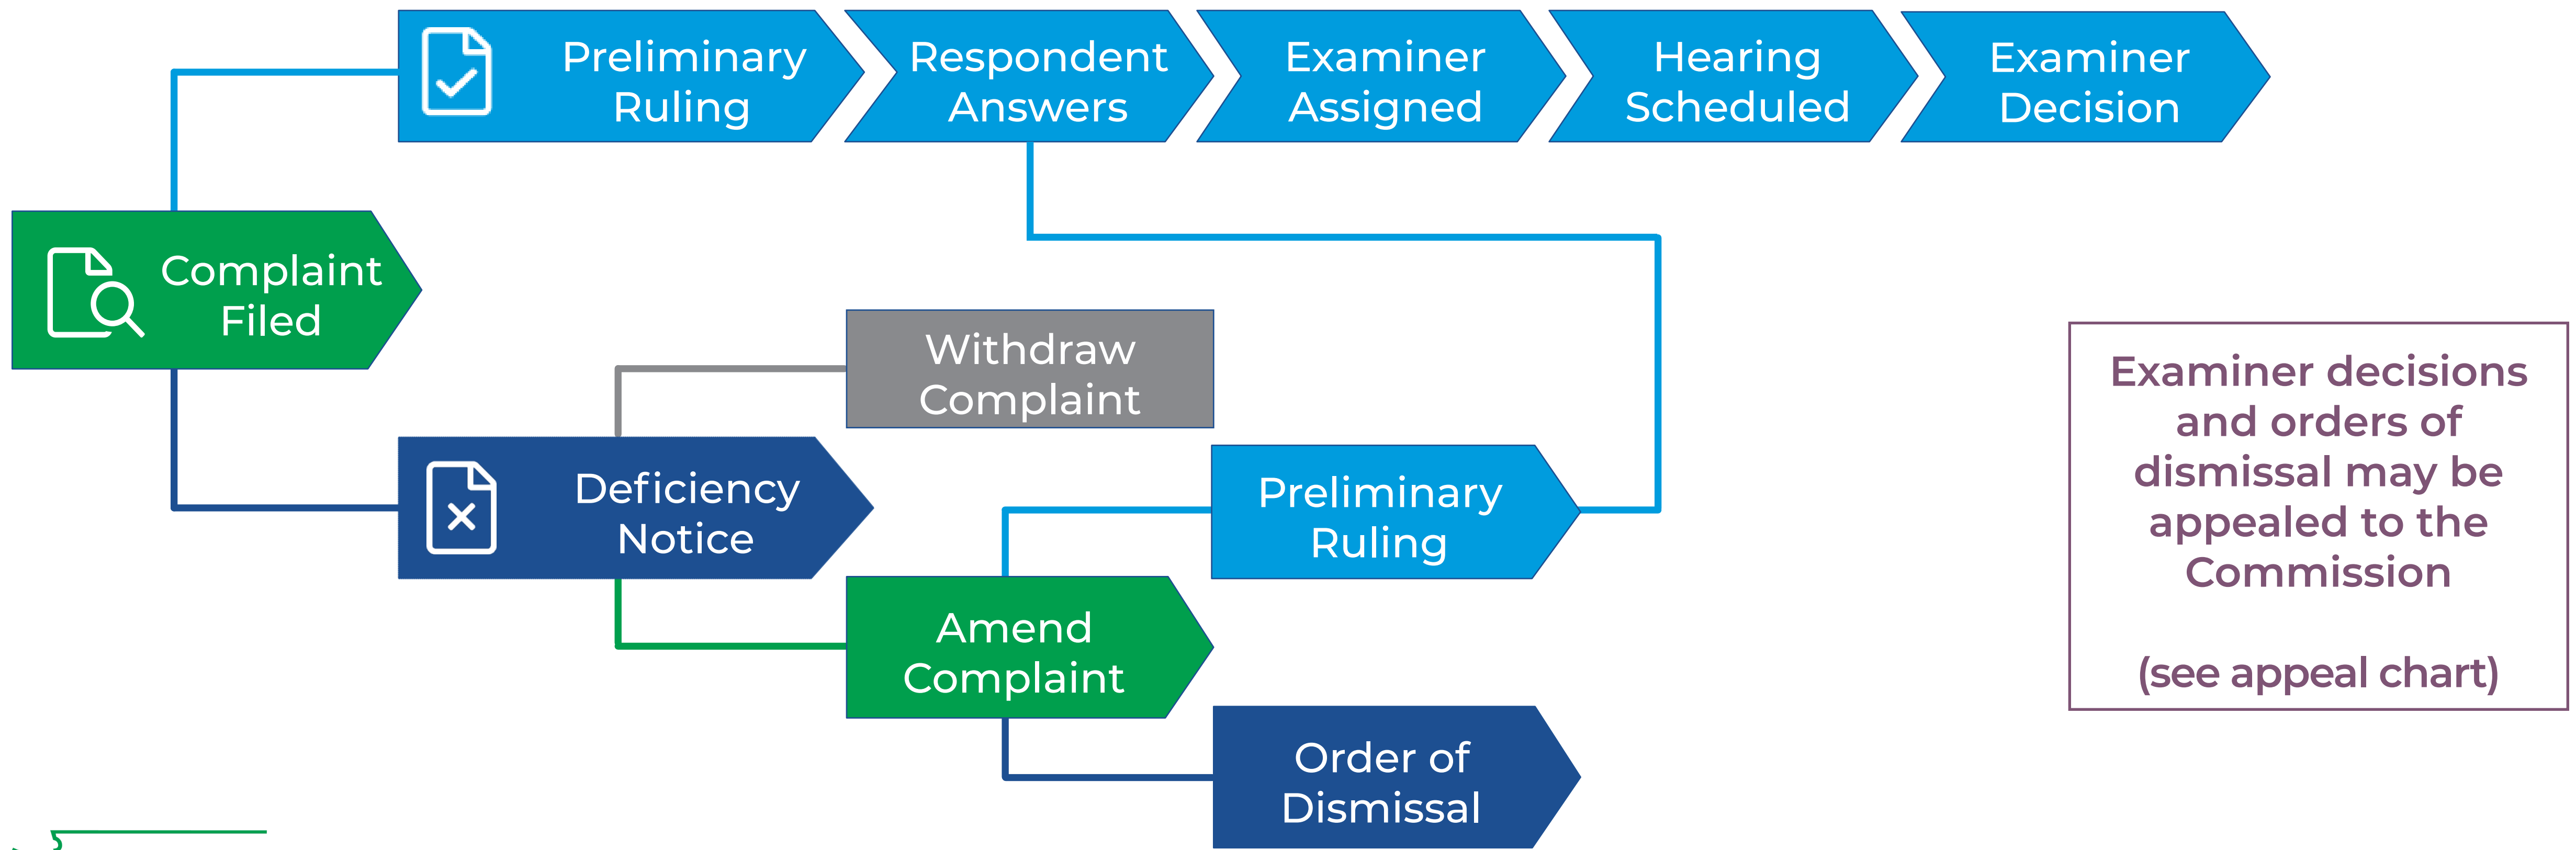 Preliminary
Ruling
Respondent
Answers
Examiner
Assigned
Hearing
Scheduled
Examiner
Decision
Complaint
Filed
Withdraw
Complaint
Deficiency
Notice
Preliminary
Ruling
Amend
Complaint
Order of
Dismissal
Examiner decisions
and orders of
dismissal may be
appealed to the
Commission
(see appeal chart)